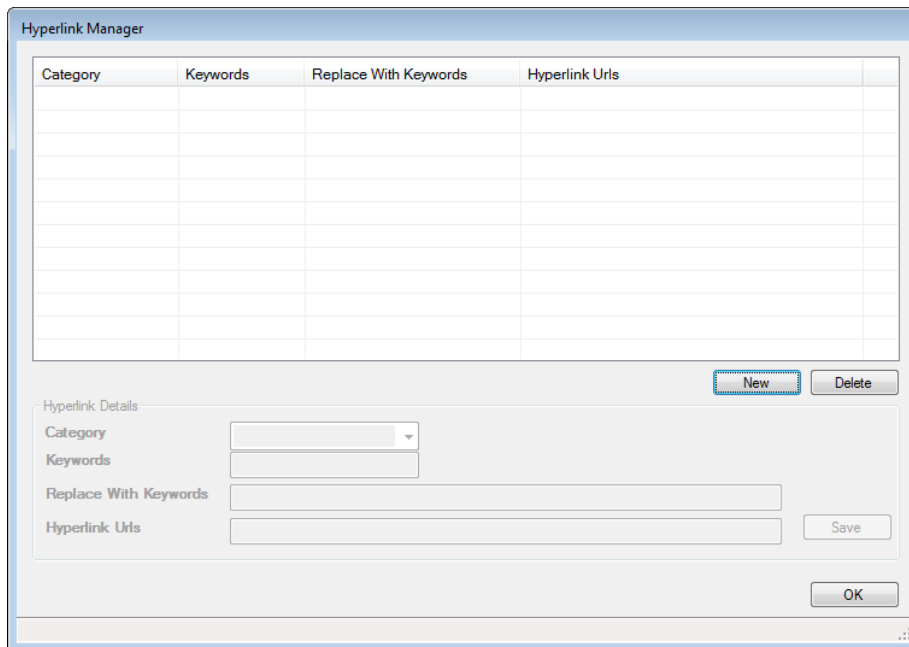 Hyperlink Manager
Category Keywords Replace With Keywords Hyperlink Urls
New Delete
Hyperlink Details
Category
Keywords
Replace With Keywords
Hyperlink Urls Save
OK